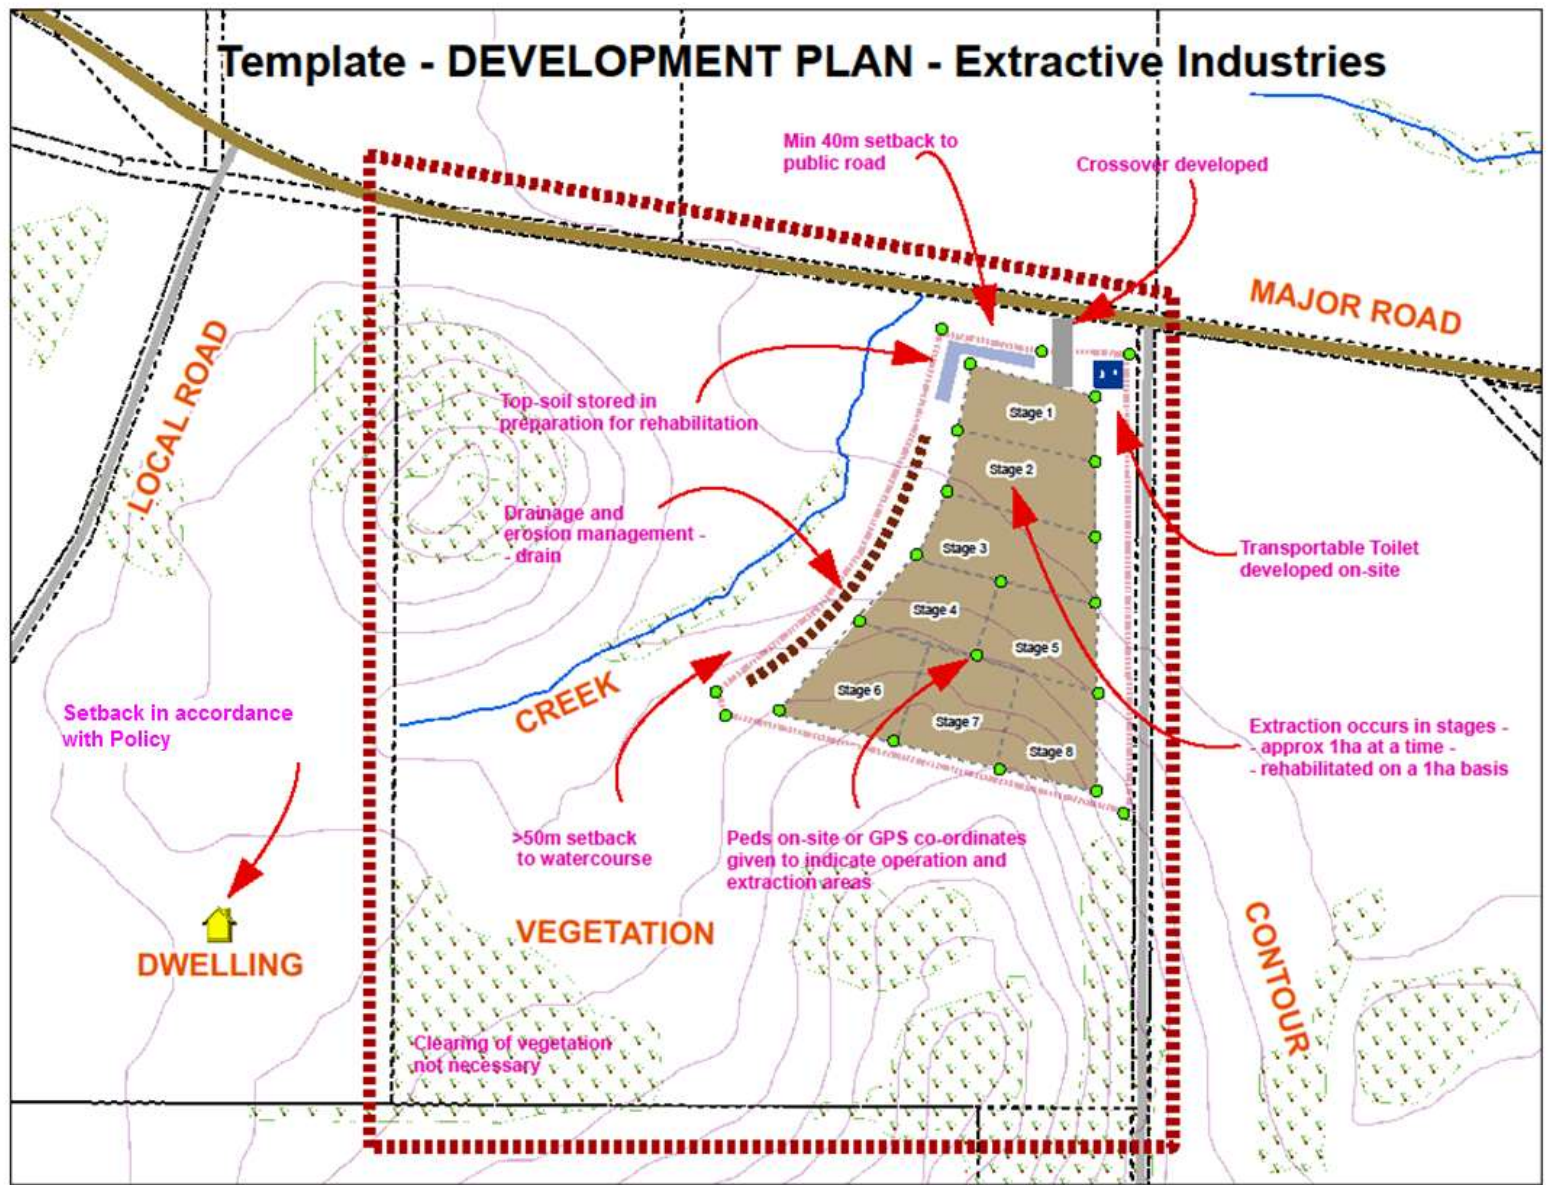 Template - DEVELOPMENT PLAN - Extractive Industries
Min 40m setback to
public road
Crossover developed
MAJOR ROAD
LOCAL ROAD
Top-soil stored in
preparation for rehabilitation
Stage 1
Stage 2
Drainage and
erosion management -
- drain
Stage 3
Transportable Toilet
developed on-site
Stage 4
Stage 5
CREEK
Stage 6
Stage 7
Stage 8
Setback in accordance
with Policy
Extraction occurs in stages -
- approx 1ha at a time -
- rehabilitated on a 1ha basis
>50m setback
to watercourse
Peds on-site or GPS co-ordinates
given to indicate operation and
extraction areas
VEGETATION
DWELLING
CONTOUR
Clearing of vegetation
not necessary